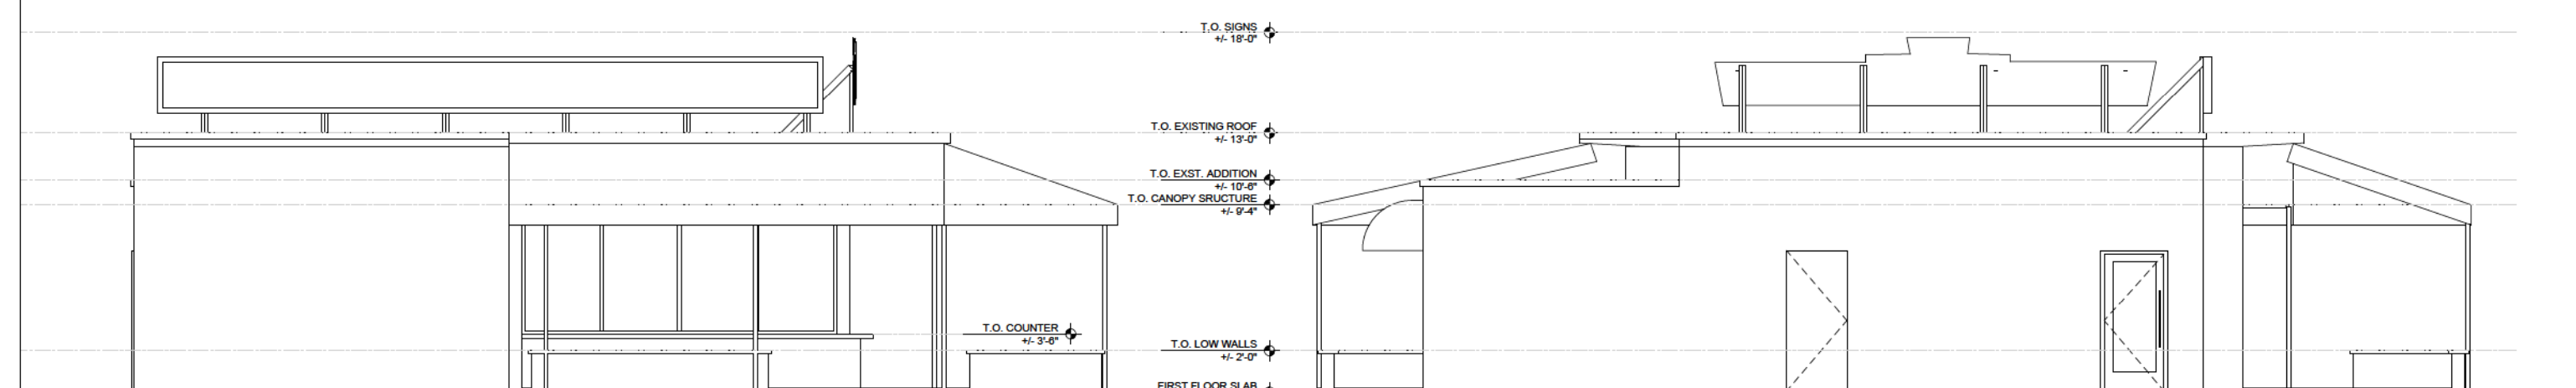 T.O. SIGNS
+/- 18'-0"
T.O. EXISTING ROOF
+/- 13'-0"
T.O. EXST. ADDITION
+/- 10'-6"
T.O. CANOPY SRUCTURE
+/- 9'-4"
T.O. COUNTER
+/- 3'-6"
T.O. LOW WALLS
+/- 2'-0"
FIRST FLOOR SLAB